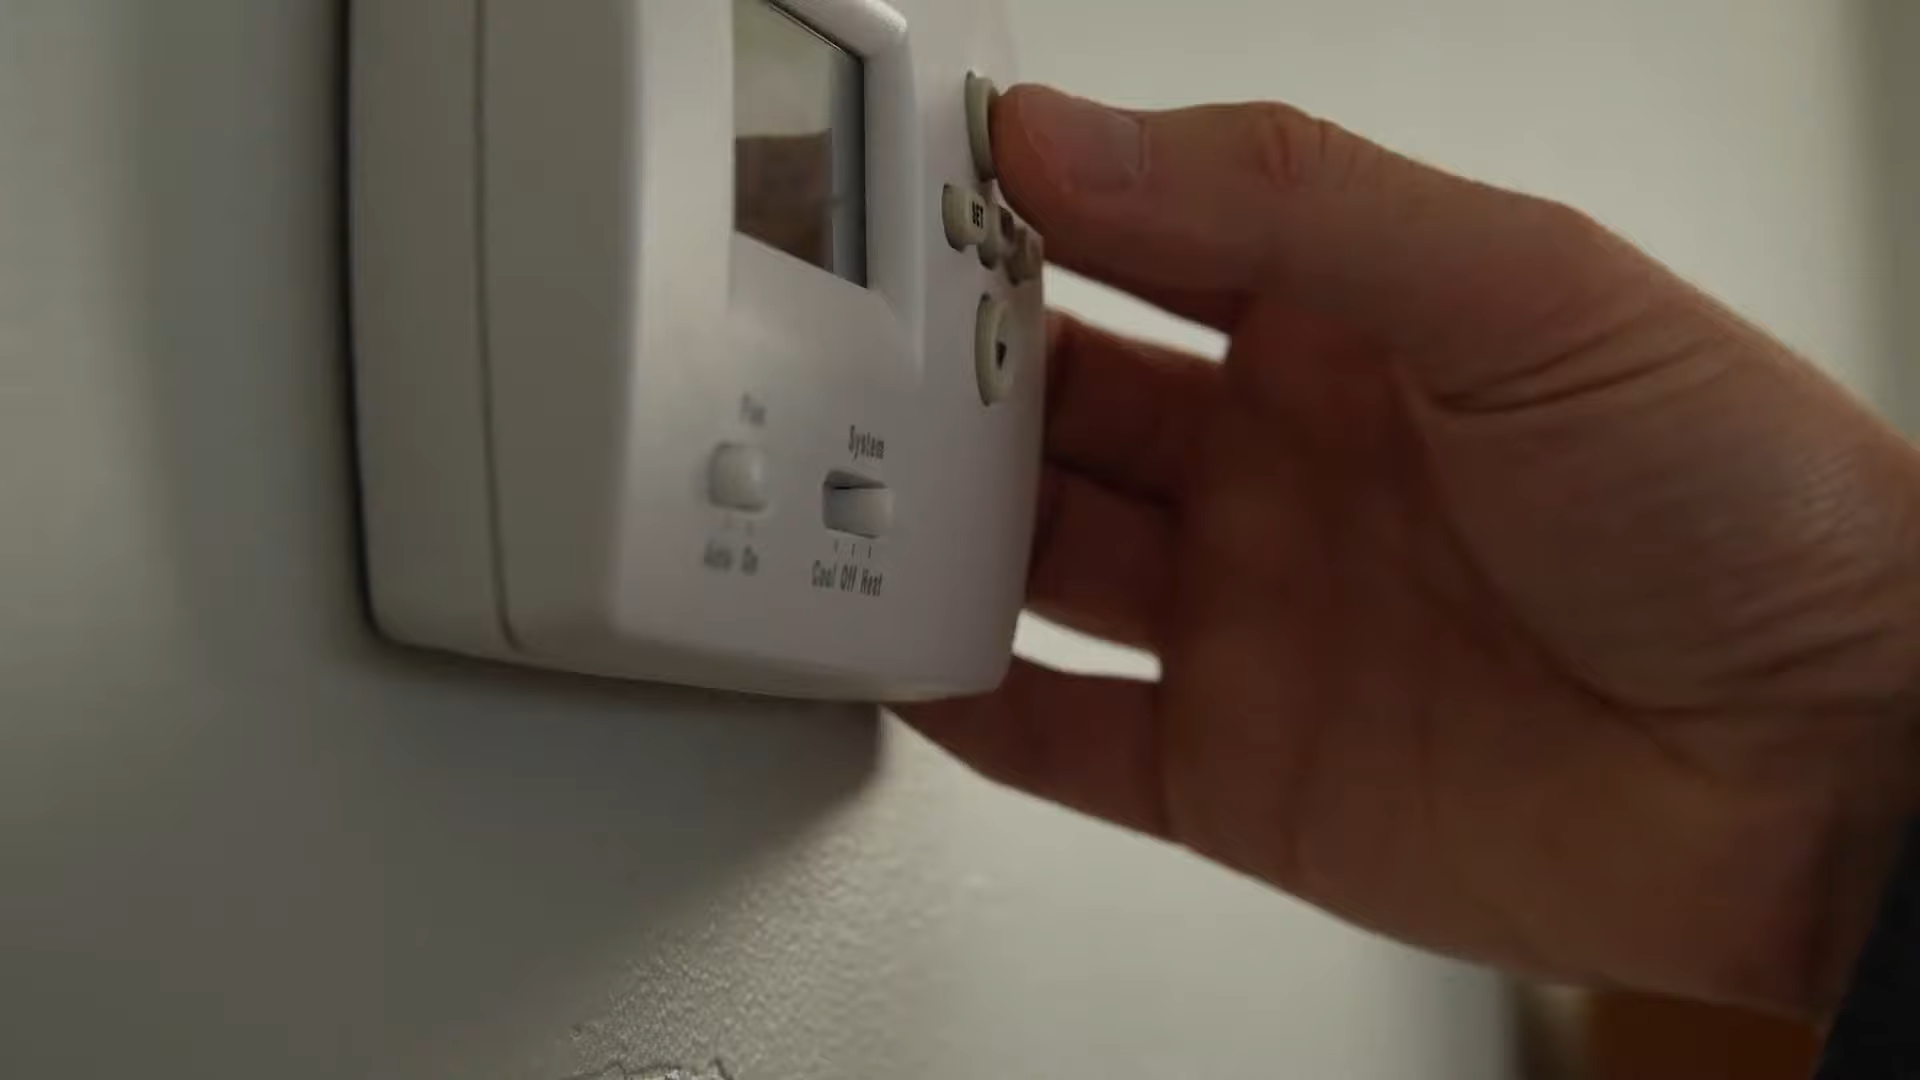 SET
Fan
System
Auto On
Cool Off Heat